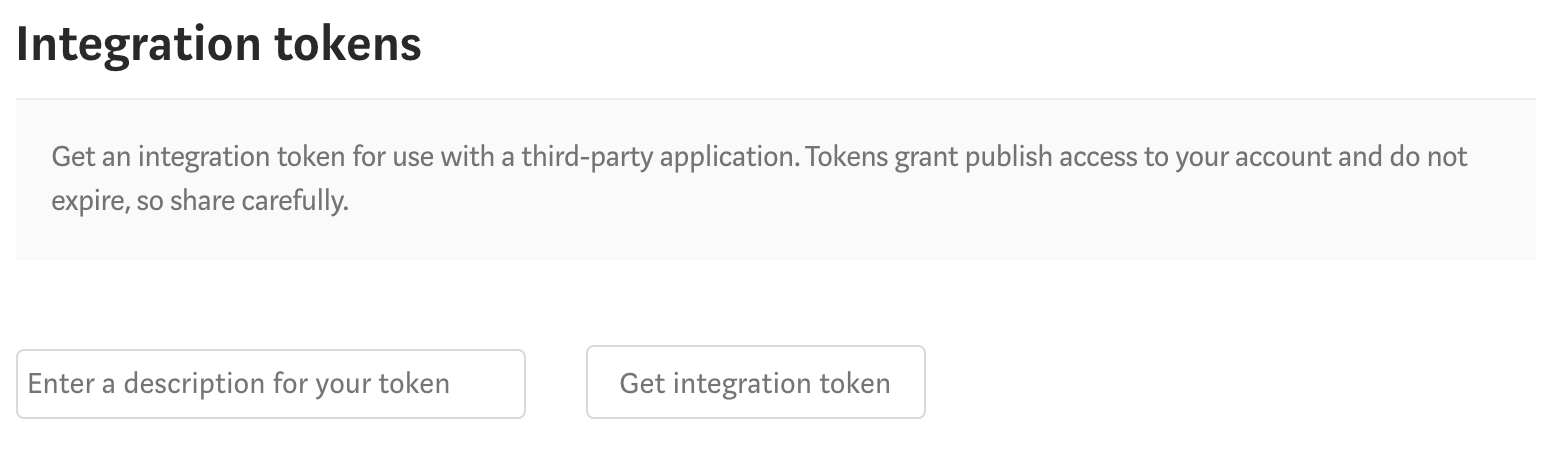 Integration tokens
Get an integration token for use with a third-party application. Tokens grant publish access to your account and do not
expire, so share carefully.
Enter a description for your token
Get integration token